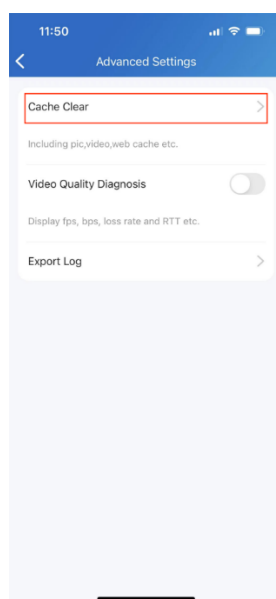 11:50
Advanced Settings
Cache Clear
Including pic,video,web cache etc.
Video Quality Diagnosis
Display fps, bps, loss rate and RTT etc.
Export Log